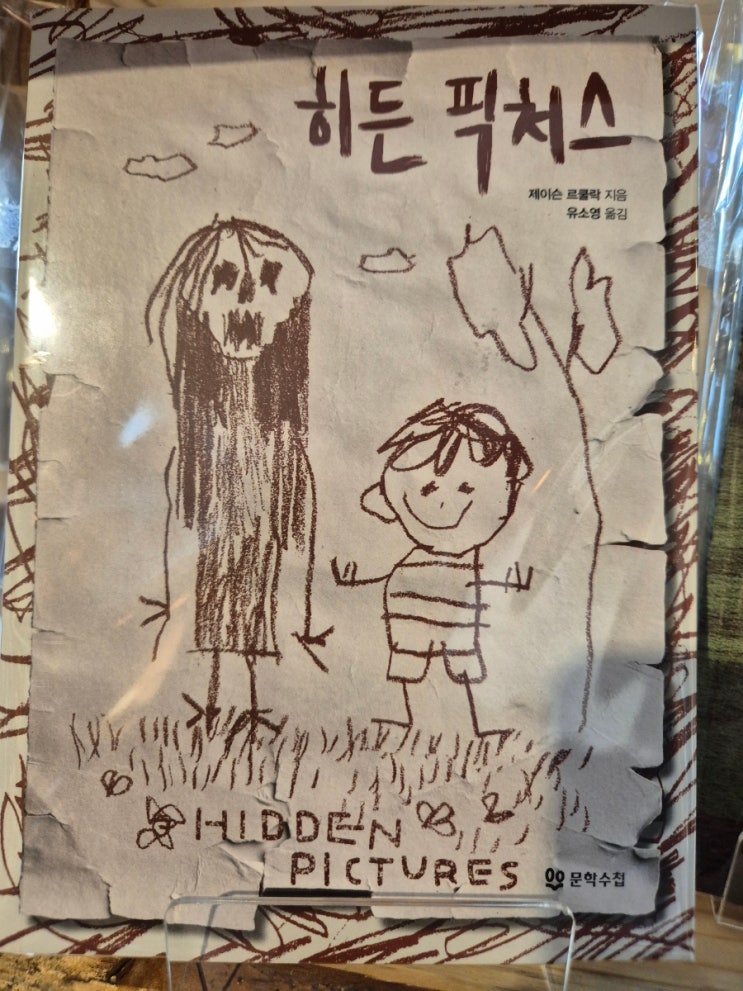 히든 픽처스
제이슨 르쿨락 지음
유소영 옮김
HIDDEN
PICTURES
문학수첩